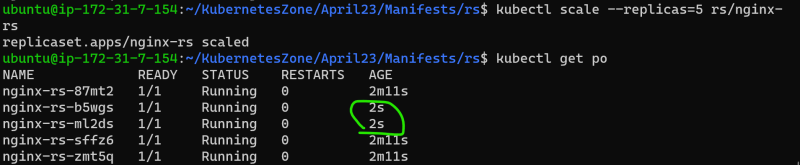 ubuntu@ip-172-31-7-154:~/KubernetesZone/April23/Manifests/rs$ kubectl scale --replicas=5 rs/nginx-
rs
replicaset.apps/nginx-rs scaled
ubuntu@ip-172-31-7-154:~/KubernetesZone/April23/Manifests/rs$ kubectl get po
NAME READY STATUS RESTARTS AGE
nginx-rs-87mt2 1/1 Running 0 2m11s
nginx-rs-b5wgs 1/1 Running 0 2s
nginx-rs-ml2ds 1/1 Running 0 2s
nginx-rs-sffz6 1/1 Running 0 2m11s
nginx-rs-zmt5q 1/1 Running 0 2m11s